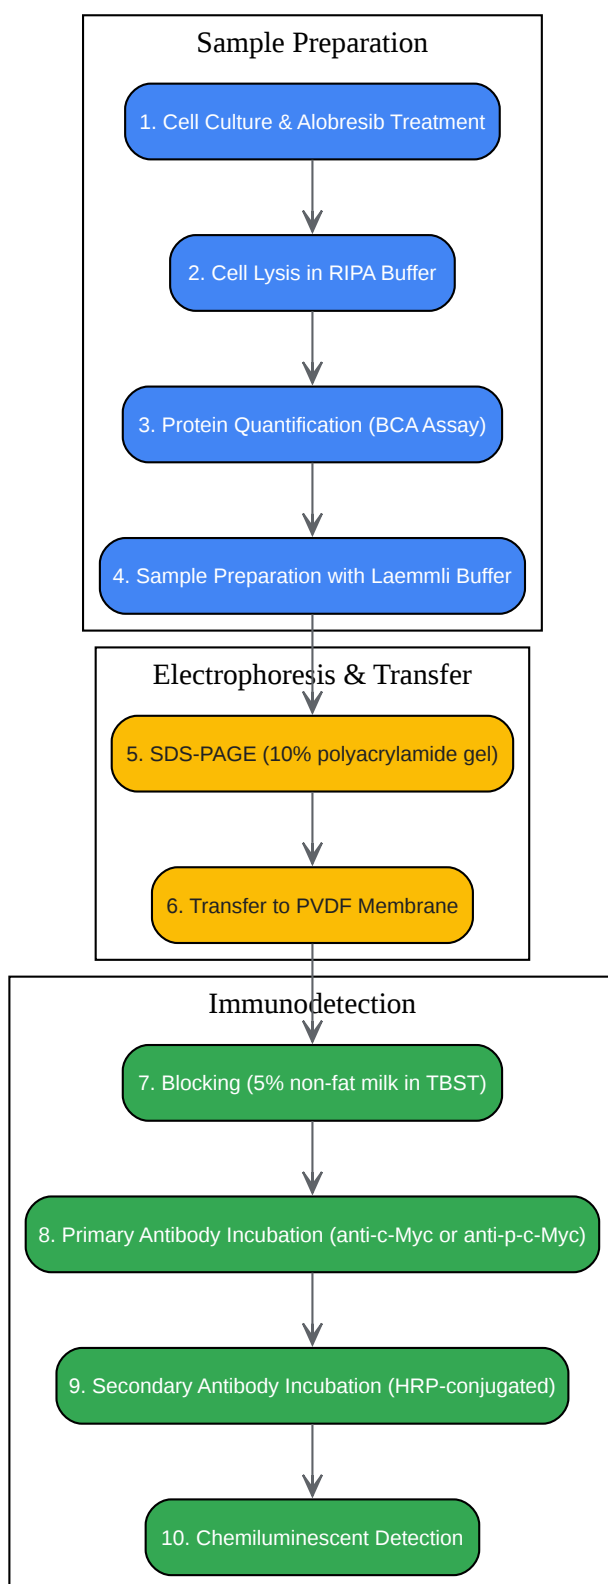 Sample Preparation
1. Cell Culture & Alobresib Treatment
2. Cell Lysis in RIPA Buffer
3. Protein Quantification (BCA Assay)
4. Sample Preparation with Laemmli Buffer
Electrophoresis & Transfer
5. SDS-PAGE (10% polyacrylamide gel)
6. Transfer to PVDF Membrane
Immunodetection
7. Blocking (5% non-fat milk in TBST)
8. Primary Antibody Incubation (anti-c-Myc or anti-p-c-Myc)
9. Secondary Antibody Incubation (HRP-conjugated)
10. Chemiluminescent Detection